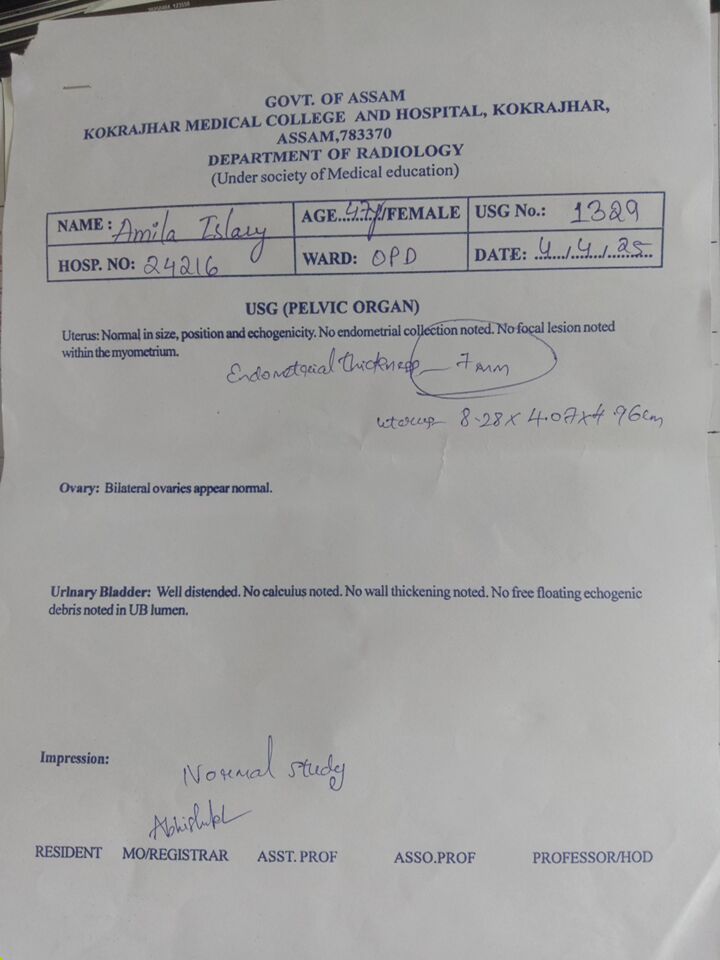 GOVT. OF ASSAM
KOKRAJHAR MEDICAL COLLEGE AND HOSPITAL, KOKRAJHAR,
ASSAM,783370
DEPARTMENT OF RADIOLOGY
(Under society of Medical education)
NAME : Amila Islary AGE...47y/FEMALE USG No.: 1329
HOSP. NO: 24216 WARD: OPD DATE: 4/4/25
USG (PELVIC ORGAN)
Uterus: Normal in size, position and echogenicity. No endometrial collection noted. No focal lesion noted
within the myometrium.
Endometrial thickness – 7 mm
uterus – 8.28 x 4.07 x 4.96 cm
Ovary: Bilateral ovaries appear normal.
Urinary Bladder: Well distended. No calculus noted. No wall thickening noted. No free floating echogenic
debris noted in UB lumen.
Impression:
Normal study
RESIDENT MO/REGISTRAR ASST. PROF ASSO.PROF PROFESSOR/HOD